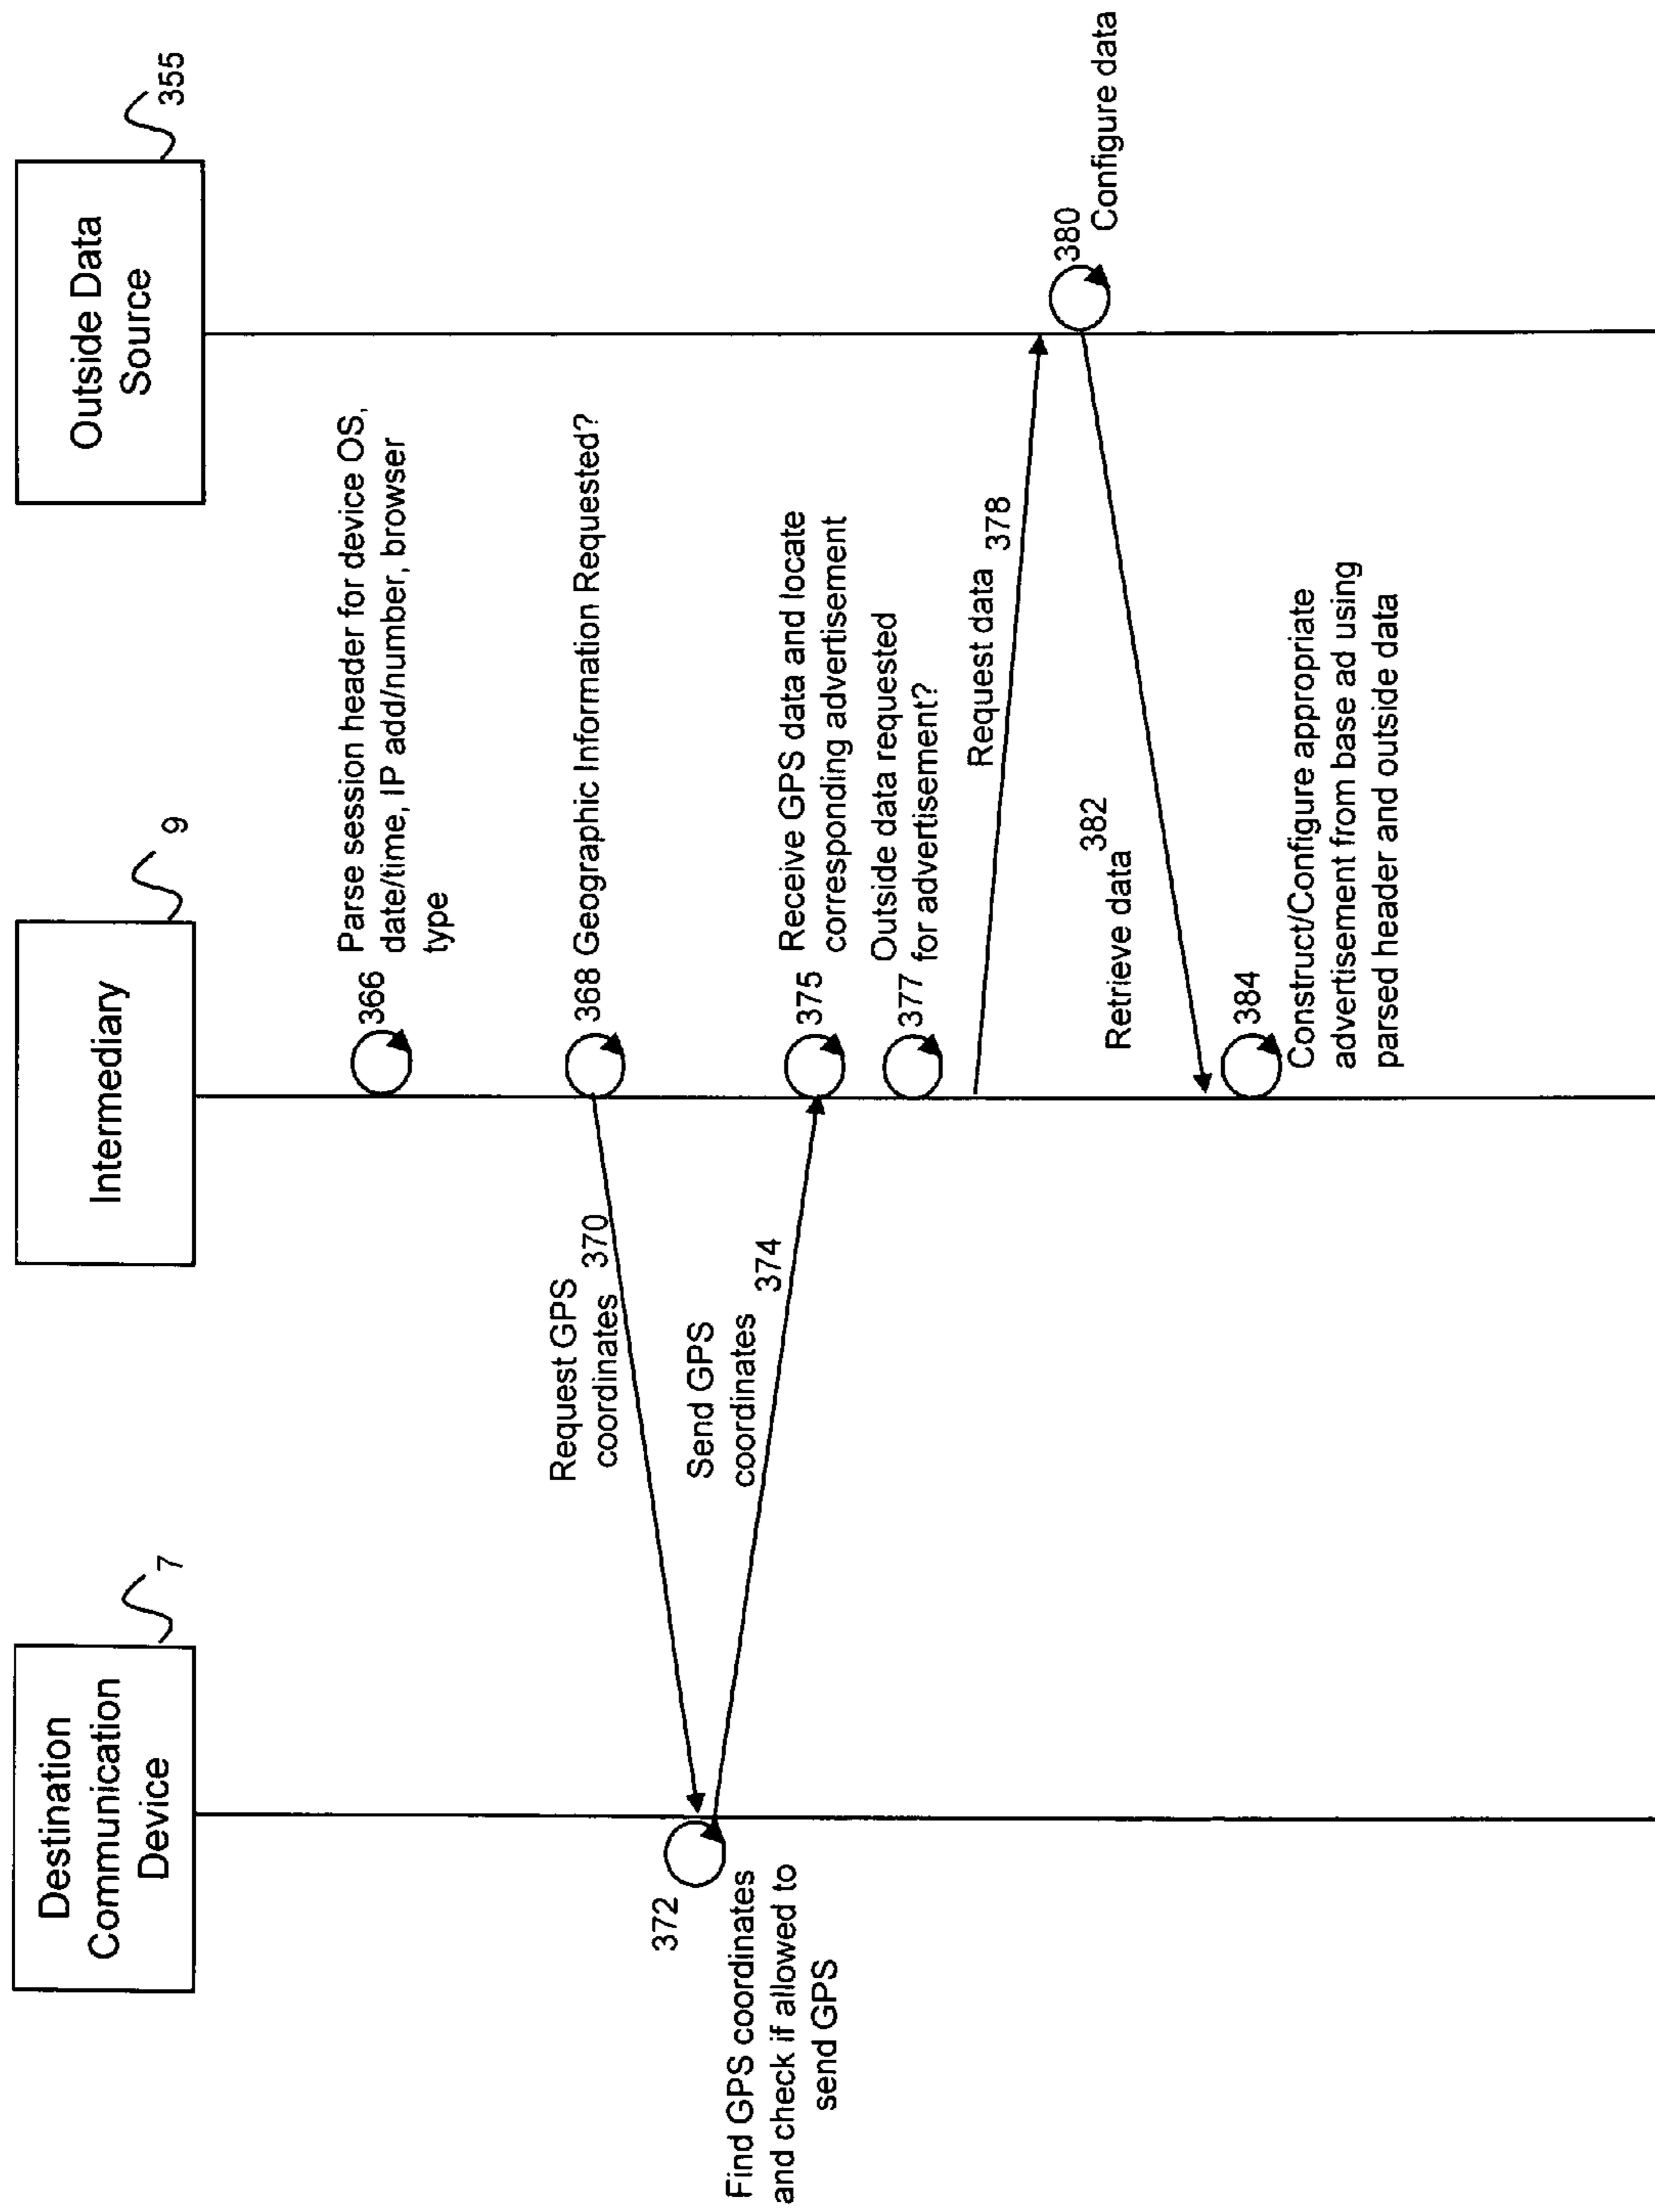 Destination
Communication
Device
7
Intermediary
9
Outside Data
Source
355
366
Parse session header for device OS,
date/time, IP add/number, browser
type
368 Geographic Information Requested?
Request GPS
coordinates 370
372
Find GPS coordinates
and check if allowed to
send GPS
Send GPS
coordinates
374
375
Receive GPS data and locate
corresponding advertisement
377
Outside data requested
for advertisement?
Request data 378
380
Configure data
382
Retrieve data
384
Construct/Configure appropriate
advertisement from base ad using
parsed header and outside data